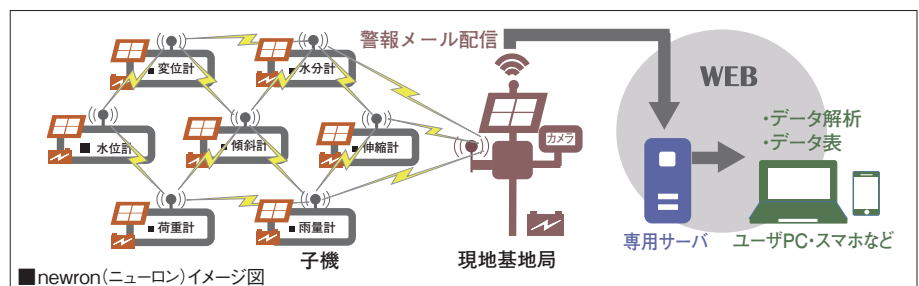 警報メール配信
■変位計
■水分計
WEB
カメラ
・データ解析
・データ表
■水位計
■傾斜計
■伸縮計
■荷重計
■雨量計
子機
現地基地局
専用サーバ
ユーザPC・スマホなど
■newron(ニューロン)イメージ図